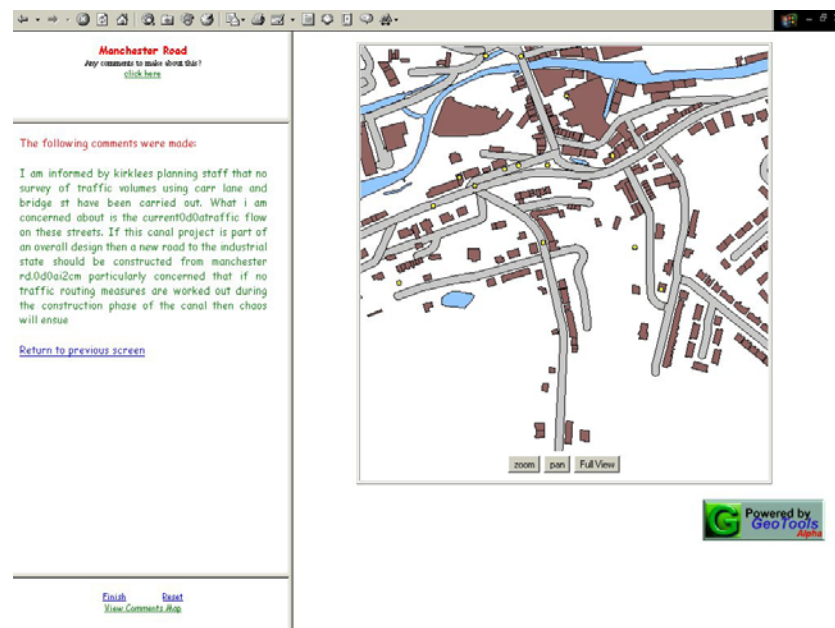 Manchester Road
Any comments to make about this?
click here
The following comments were made:
I am informed by kirklees planning staff that no
survey of traffic volumes using carr lane and
bridge st have been carried out. What i am
concerned about is the current0d0atraffic flow
on these streets. If this canal project is part of
an overall design then a new road to the industrial
state should be constructed from manchester
rd.0d0ai2cm particularly concerned that if no
traffic routing measures are worked out during
the construction phase of the canal then chaos
will ensue
Return to previous screen
zoom pan Full View
Powered by
GeoTools
Alpha
Finish Reset
View Comments Map